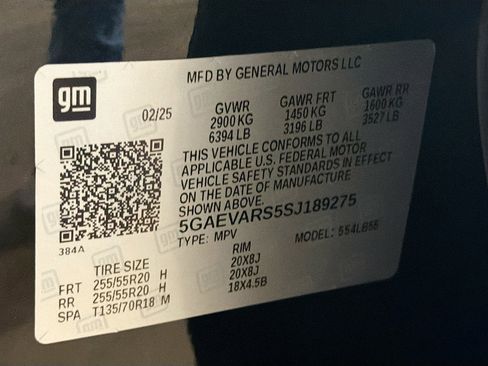 MFD BY GENERAL MOTORS LLC
gm
02/25
GVWR GAWR FRT GAWR RR
2900 KG 1450 KG 1600 KG
6394 LB 3196 LB 3527 LB
THIS VEHICLE CONFORMS TO ALL
APPLICABLE U.S. FEDERAL MOTOR
VEHICLE SAFETY STANDARDS IN EFFECT
ON THE DATE OF MANUFACTURE
SHOWN ABOVE.
5GAEVARS5SJ189275
384A
TYPE: MPV MODEL: 554LB56
TIRE SIZE RIM
FRT 255/55R20 H 20X8J
RR 255/55R20 H 20X8J
SPA T135/70R18 M 18X4.5B